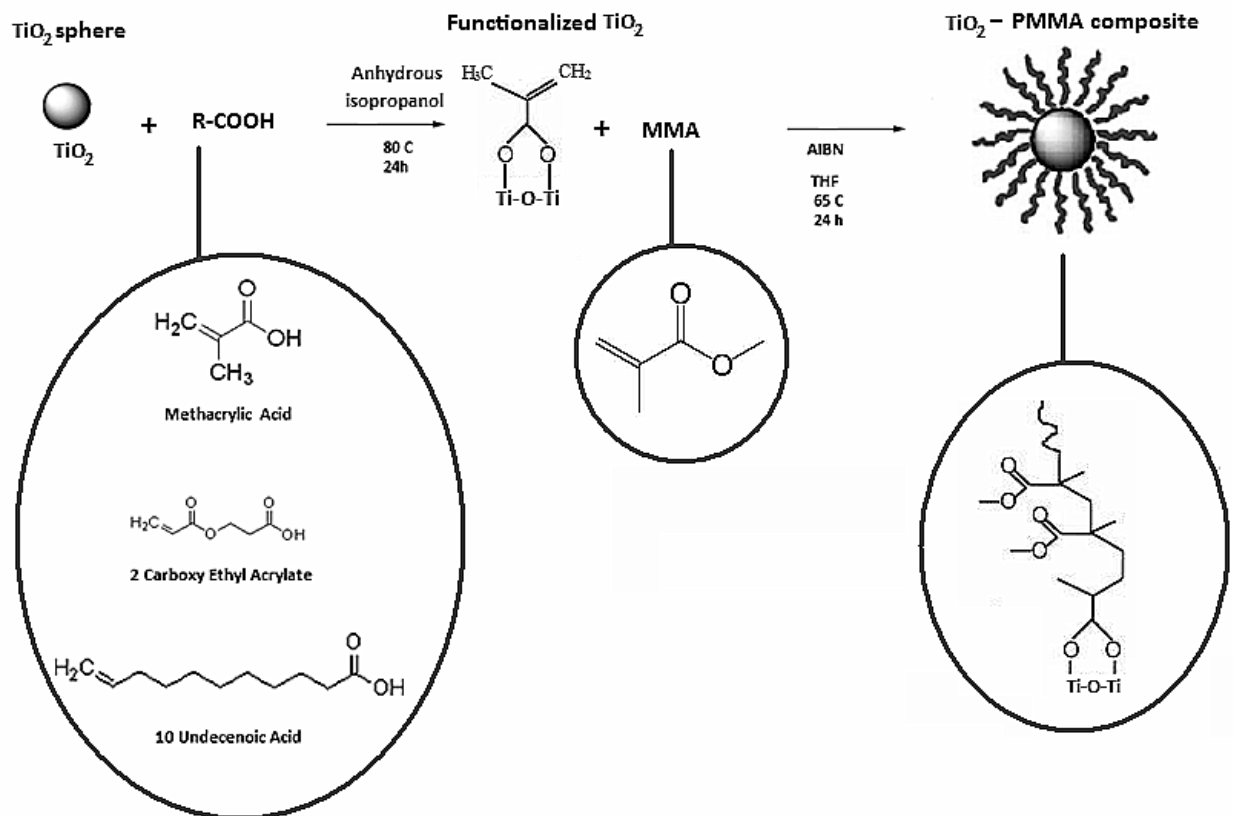 TiO2 sphere
TiO2
+
R-COOH
Anhydrous
isopropanol
80 C
24h
Functionalized TiO2
H3C
CH2
O
O
Ti-O-Ti
+
MMA
AIBN
THF
65 C
24 h
TiO2 – PMMA composite
O
H2C
OH
CH3
Methacrylic Acid
O
O
H2C
O
OH
2 Carboxy Ethyl Acrylate
O
H2C
OH
10 Undecenoic Acid
O
O
O
O
O
O
O
O
Ti-O-Ti